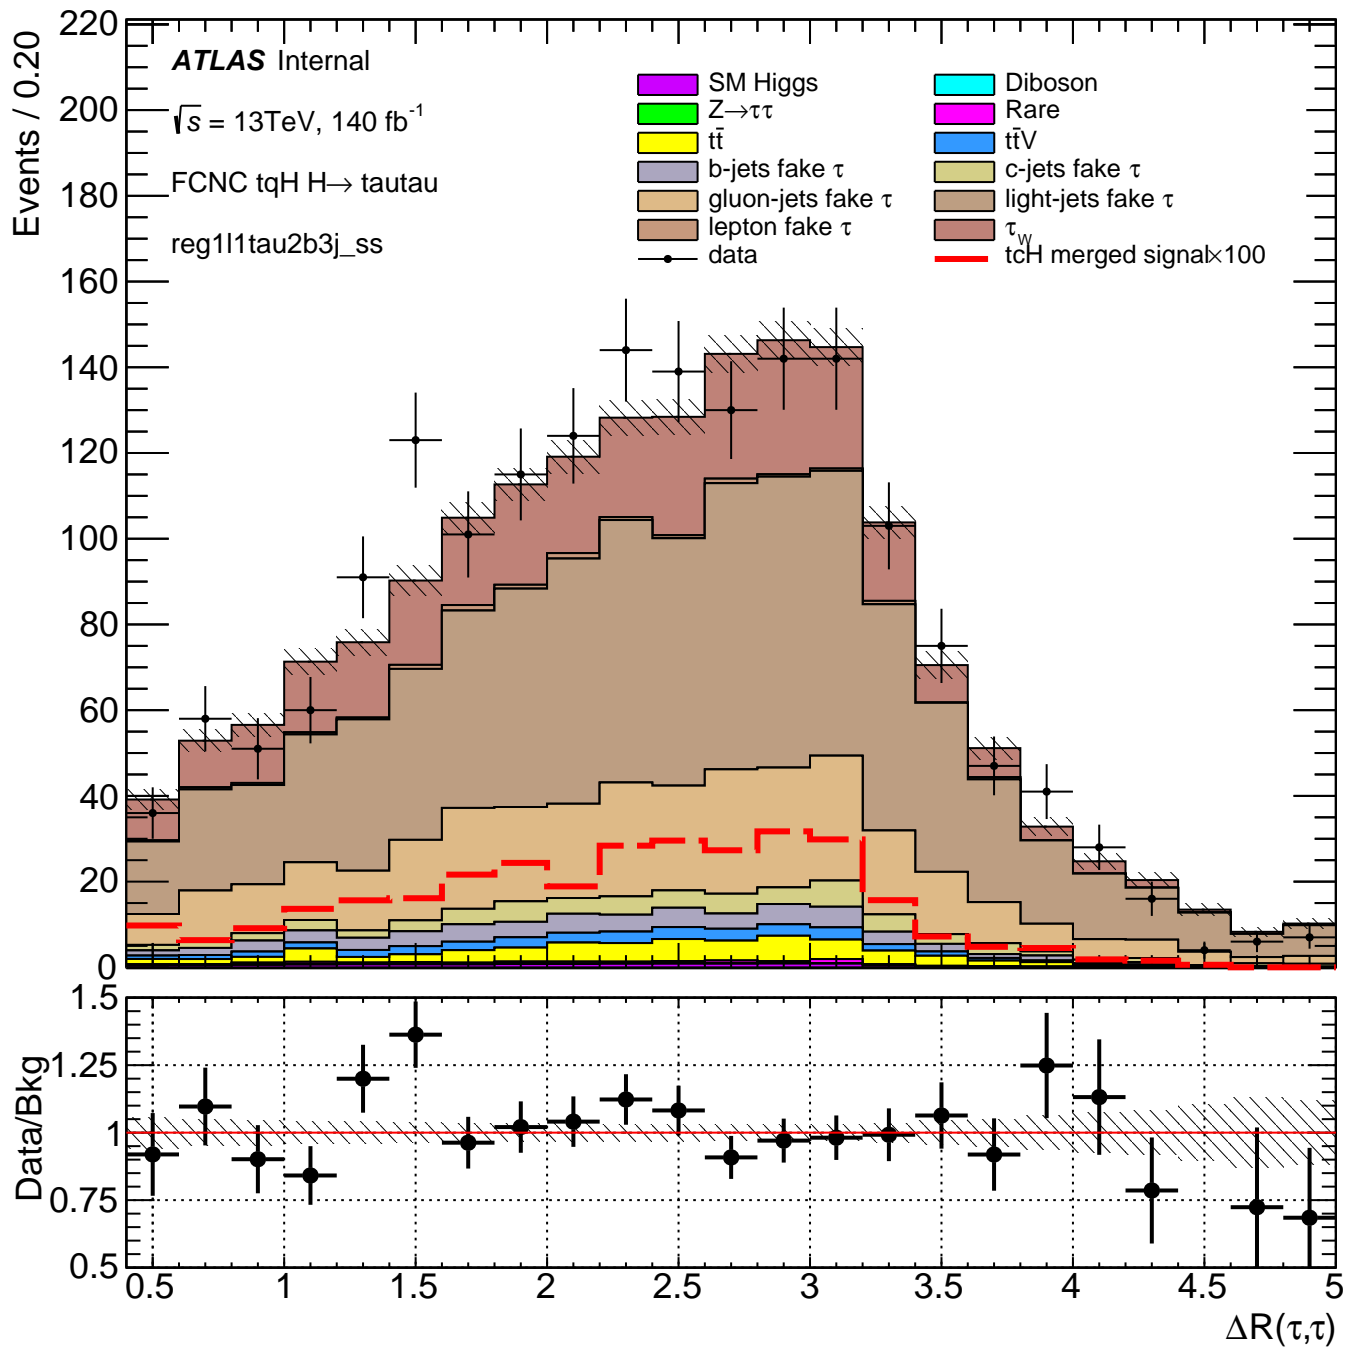 220
200
180
160
140
120
100
80
60
40
20
0
Events / 0.20
ATLAS Internal
√s = 13TeV, 140 fb⁻¹
FCNC tqH H→ tautau
reg1l1tau2b3j_ss
SM Higgs
Diboson
Z→ττ
Rare
tt̄
tt̄V
b-jets fake τ
c-jets fake τ
gluon-jets fake τ
light-jets fake τ
lepton fake τ
τ_W
data
tcH merged signal×100
1.5
1.25
1
0.75
0.5
Data/Bkg
0.5 1 1.5 2 2.5 3 3.5 4 4.5 5
ΔR(τ,τ)